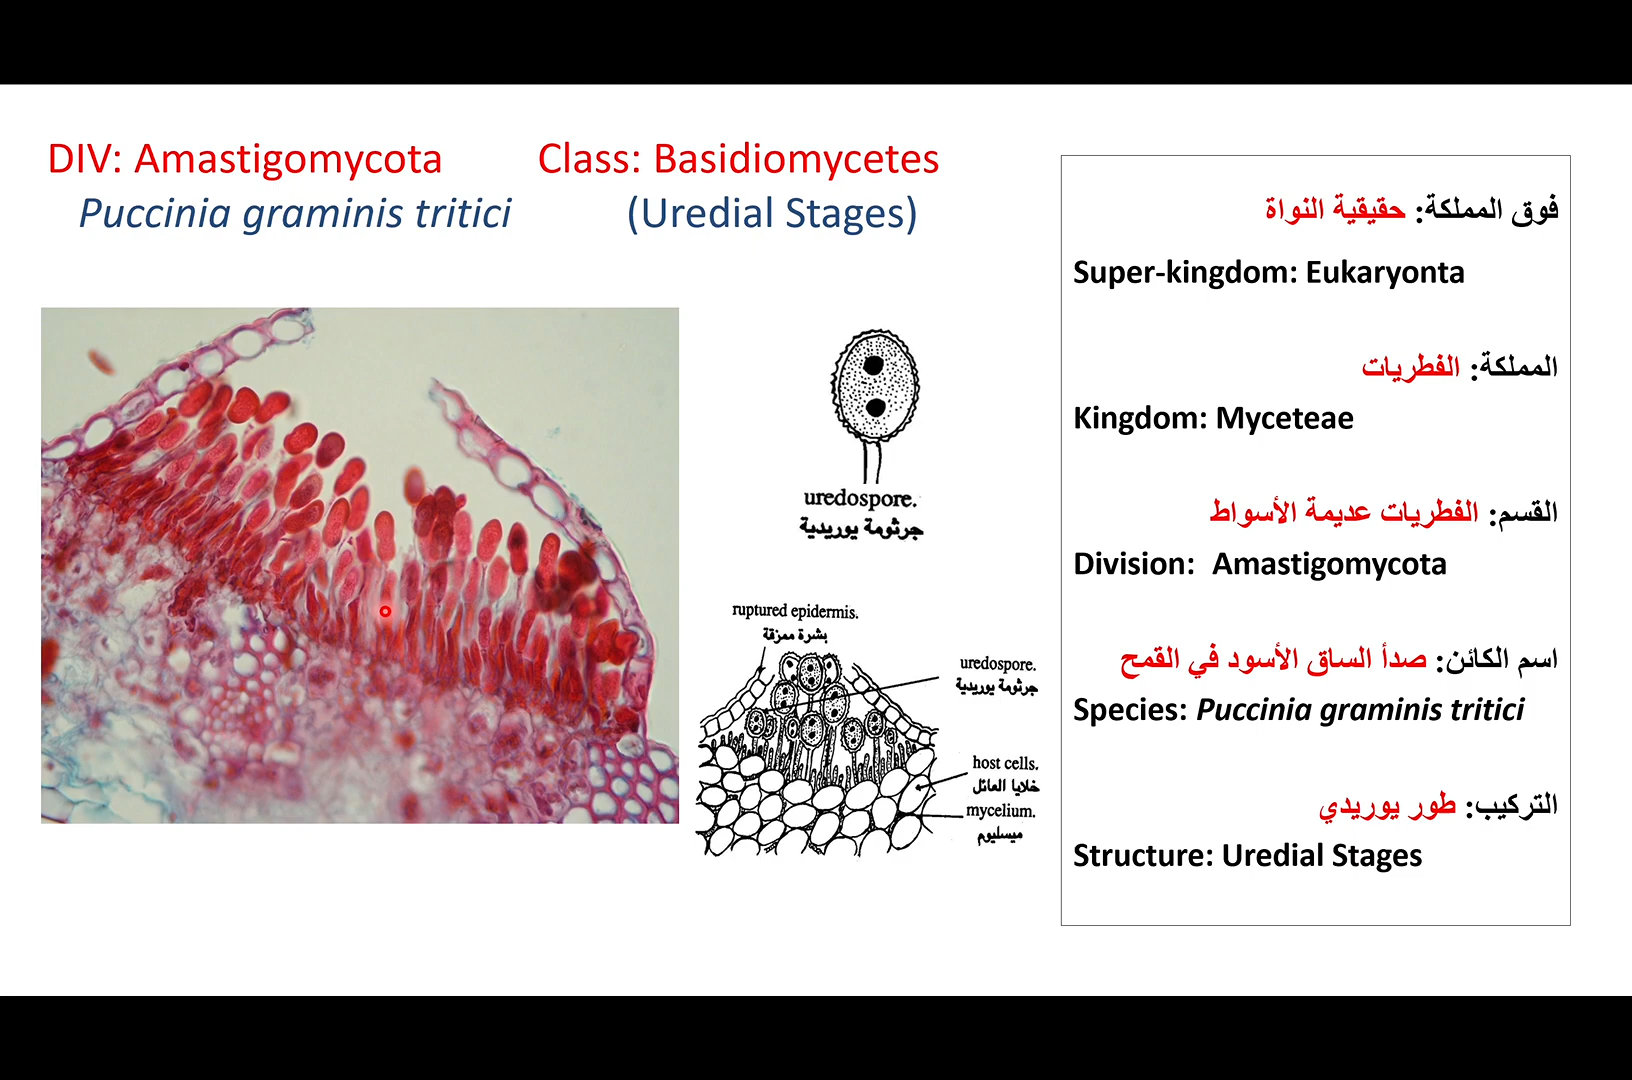 DIV: Amastigomycota Class: Basidiomycetes
Puccinia graminis tritici (Uredial Stages)
uredospore.
جرثومة يوريدية
ruptured epidermis.
بشرة ممزقة
uredospore.
جرثومة يوريدية
host cells.
خلايا العائل
mycelium.
ميسليوم
فوق المملكة: حقيقية النواة
Super-kingdom: Eukaryonta
المملكة: الفطريات
Kingdom: Myceteae
القسم: الفطريات عديمة الأسواط
Division: Amastigomycota
اسم الكائن: صدأ الساق الأسود في القمح
Species: Puccinia graminis tritici
التركيب: طور يوريدي
Structure: Uredial Stages